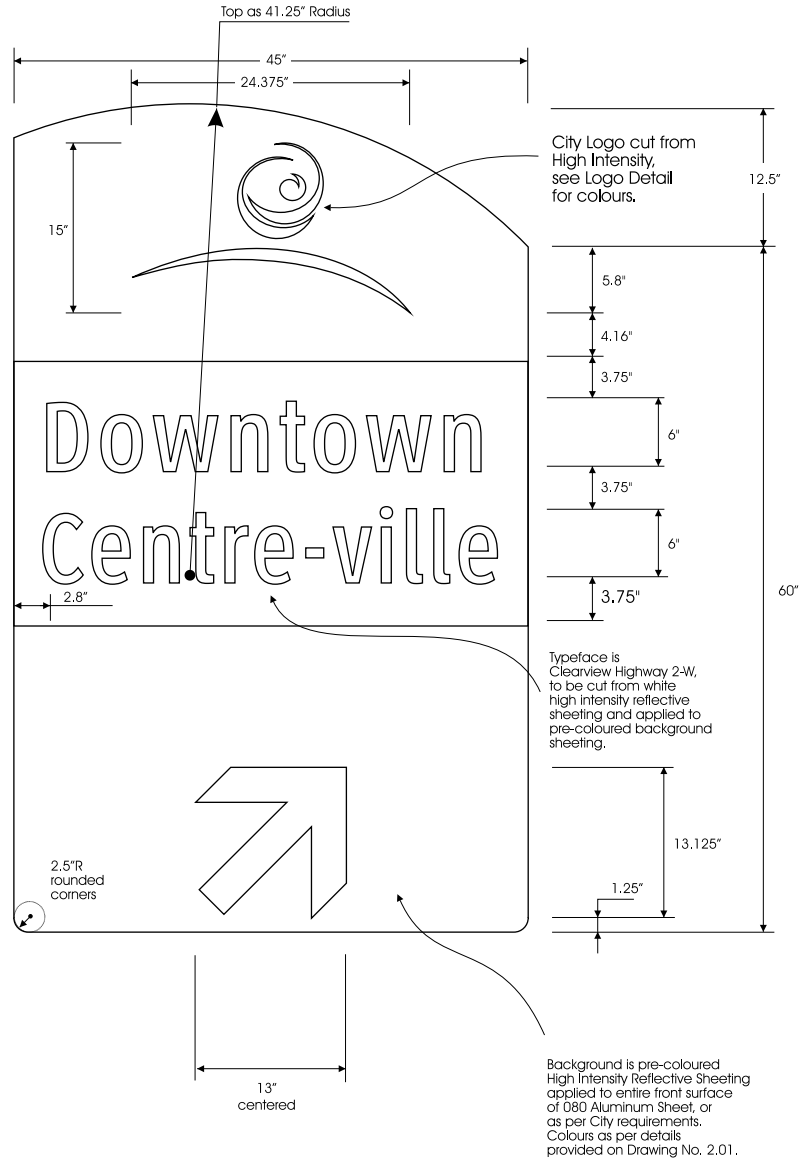 Top as 41.25” Radius
45”
24.375”
City Logo cut from
High Intensity,
see Logo Detail
for colours.
12.5”
15”
5.8"
4.16"
3.75"
Downtown
6"
3.75"
Centre-ville
6"
3.75"
60”
2.8”
Typeface is
Clearview Highway 2-W,
to be cut from white
high intensity reflective
sheeting and applied to
pre-coloured background
sheeting.
13.125”
2.5”R
rounded
corners
1.25”
13”
centered
Background is pre-coloured
High Intensity Reflective Sheeting
applied to entire front surface
of 080 Aluminum Sheet, or
as per City requirements.
Colours as per details
provided on Drawing No. 2.01.